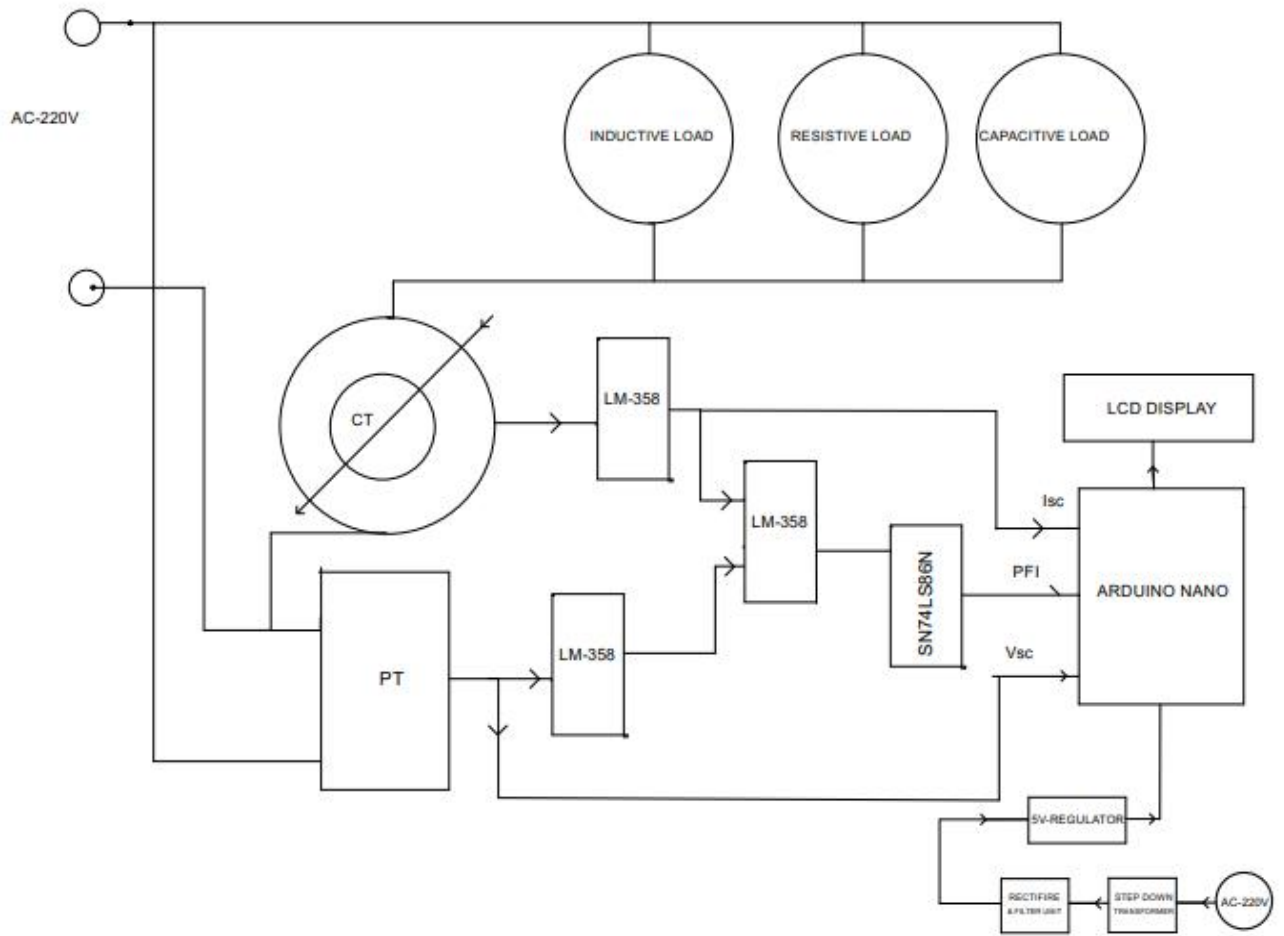 AC-220V
INDUCTIVE LOAD
RESISTIVE LOAD
CAPACITIVE LOAD
CT
LM-358
LCD DISPLAY
Isc
LM-358
PFI
ARDUINO NANO
SN74LS86N
Vsc
LM-358
PT
5V-REGULATOR
RECTIFIRE
& FILTER UNIT
STEP DOWN
TRANSFORMER
AC-220V